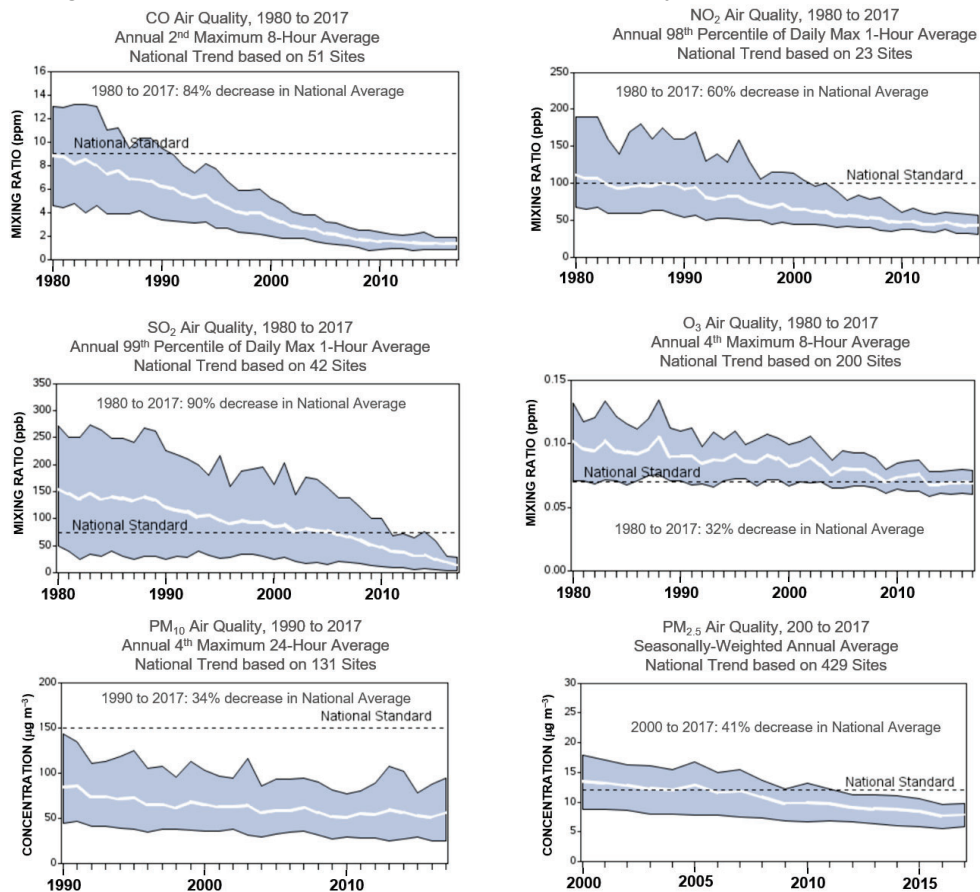 CO Air Quality, 1980 to 2017
Annual 2nd Maximum 8-Hour Average
National Trend based on 51 Sites
MIXING RATIO (ppm)
16
14
12
10
8
6
4
2
0
1980 to 2017: 84% decrease in National Average
National Standard
1980 1990 2000 2010
NO2 Air Quality, 1980 to 2017
Annual 98th Percentile of Daily Max 1-Hour Average
National Trend based on 23 Sites
MIXING RATIO (ppb)
250
200
150
100
50
0
1980 to 2017: 60% decrease in National Average
National Standard
1980 1990 2000 2010
SO2 Air Quality, 1980 to 2017
Annual 99th Percentile of Daily Max 1-Hour Average
National Trend based on 42 Sites
MIXING RATIO (ppb)
350
300
250
200
150
100
50
0
1980 to 2017: 90% decrease in National Average
National Standard
1980 1990 2000 2010
O3 Air Quality, 1980 to 2017
Annual 4th Maximum 8-Hour Average
National Trend based on 200 Sites
MIXING RATIO (ppm)
0.15
0.10
0.05
0.00
National Standard
1980 to 2017: 32% decrease in National Average
1980 1990 2000 2010
PM10 Air Quality, 1990 to 2017
Annual 4th Maximum 24-Hour Average
National Trend based on 131 Sites
CONCENTRATION (µg m⁻³)
200
150
100
50
0
1990 to 2017: 34% decrease in National Average
National Standard
1990 2000 2010
PM2.5 Air Quality, 200 to 2017
Seasonally-Weighted Annual Average
National Trend based on 429 Sites
CONCENTRATION (µg m⁻³)
30
25
20
15
10
5
0
2000 to 2017: 41% decrease in National Average
National Standard
2000 2005 2010 2015